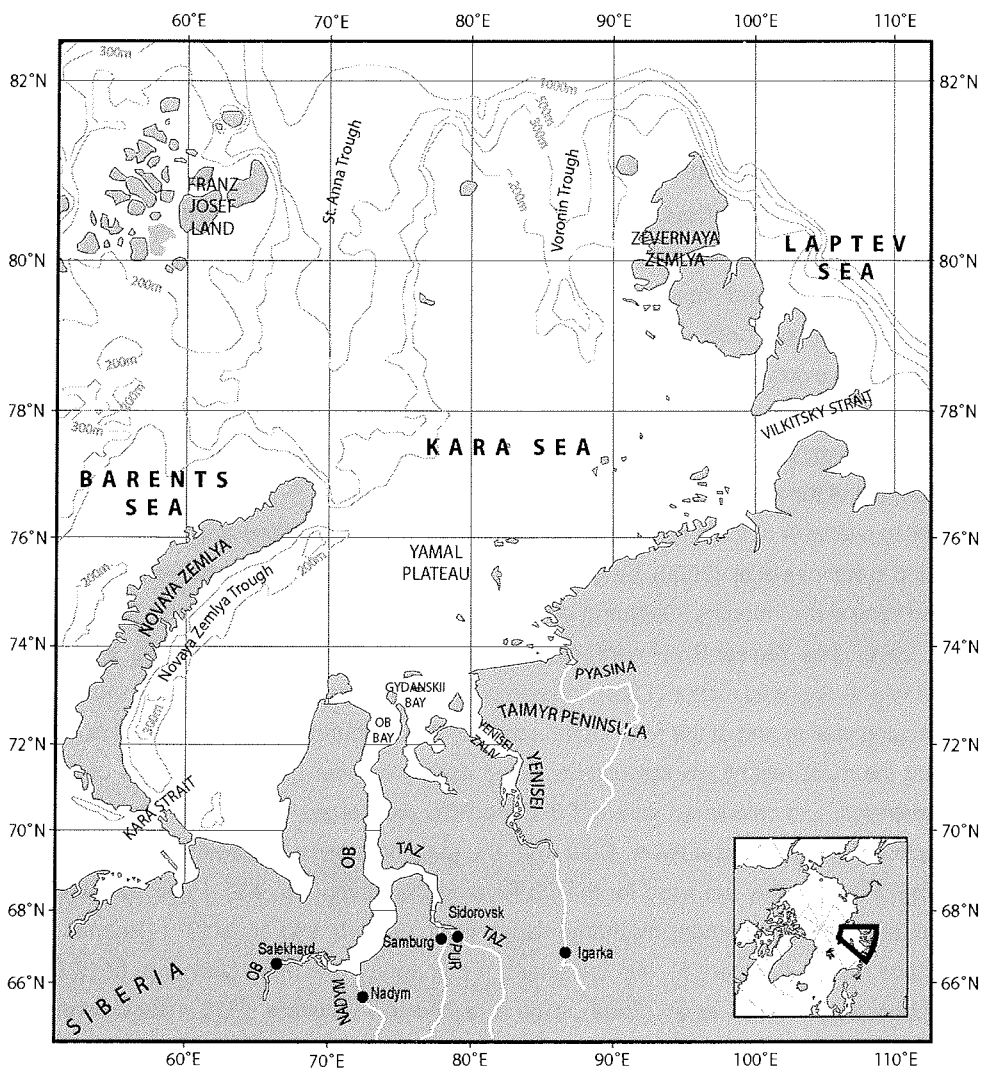 60°E 70°E 80°E 90°E 100°E 110°E
300m
82°N 82°N
1000m
500m
300m
200m
St. Anna Trough
Voronin Trough
FRANZ
JOSEF
LAND
ZEVERNAYA
ZEMLYA
LAPTEV
SEA
80°N 80°N
200m
200m
300m
78°N 78°N
VILKITSKY STRAIT
KARA SEA
BARENTS
SEA
76°N 76°N
YAMAL
PLATEAU
200m
200m
NOVAYA ZEMLYA
Novaya Zemlya Trough
74°N 74°N
PYASINA
GYDANSKII
BAY
TAIMYR PENINSULA
300m
OB
BAY
YENISEI
ZALIV
72°N 72°N
YENISEI
KARA STRAIT
70°N 70°N
OB
TAZ
68°N 68°N
Sidorovsk
Samburg
TAZ
Salekhard
Igarka
PUR
OB
66°N 66°N
NADYM
Nadym
SIBERIA
60°E 70°E 80°E 90°E 100°E 110°E